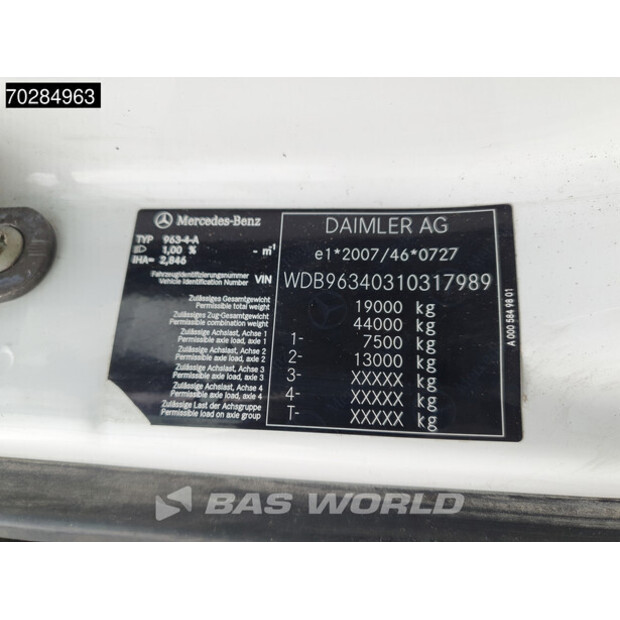 70284963
Mercedes-Benz
TYP 963-4-A
1,00 % - m⁻¹
IHA= 2,846
Fahrzeugidentifizierungsnummer
Vehicle Identification Number VIN
Zulässiges Gesamtgewicht
Permissible total weight
Zulässiges Zug-Gesamtgewicht
Permissible combination weight
Zulässige Achslast, Achse 1
Permissible axle load, axle 1
Zulässige Achslast, Achse 2
Permissible axle load, axle 2
Zulässige Achslast, Achse 3
Permissible axle load, axle 3
Zulässige Achslast, Achse 4
Permissible axle load, axle 4
Zulässige Last der Achsgruppe
Permissible load on axle group
DAIMLER AG
e1*2007/46*0727
WDB96340310317989
19000 kg
44000 kg
1- 7500 kg
2- 13000 kg
3- XXXXX kg
4- XXXXX kg
T- XXXXX kg
A 000 584 98 01
BAS WORLD